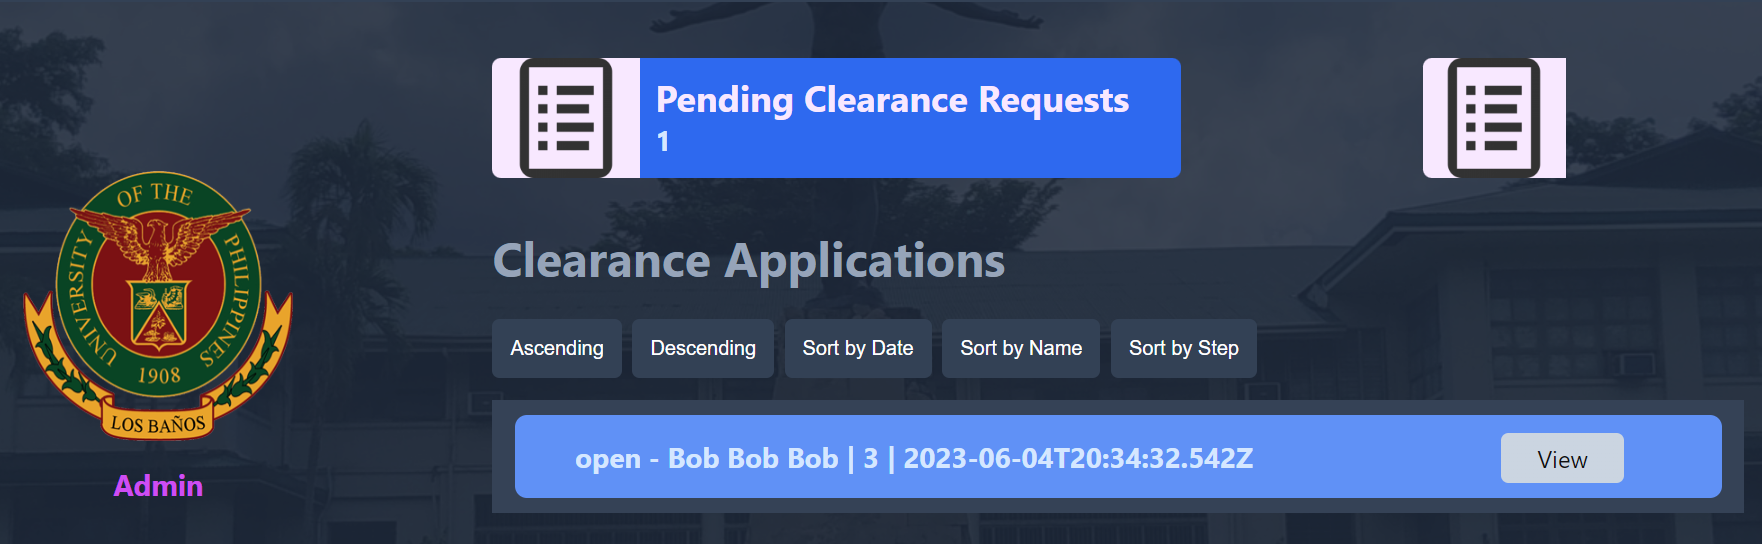 Pending Clearance Requests
1
UNIVERSITY OF THE PHILIPPINES
1908
LOS BAÑOS
Admin
Clearance Applications
Ascending
Descending
Sort by Date
Sort by Name
Sort by Step
open - Bob Bob Bob | 3 | 2023-06-04T20:34:32.542Z
View